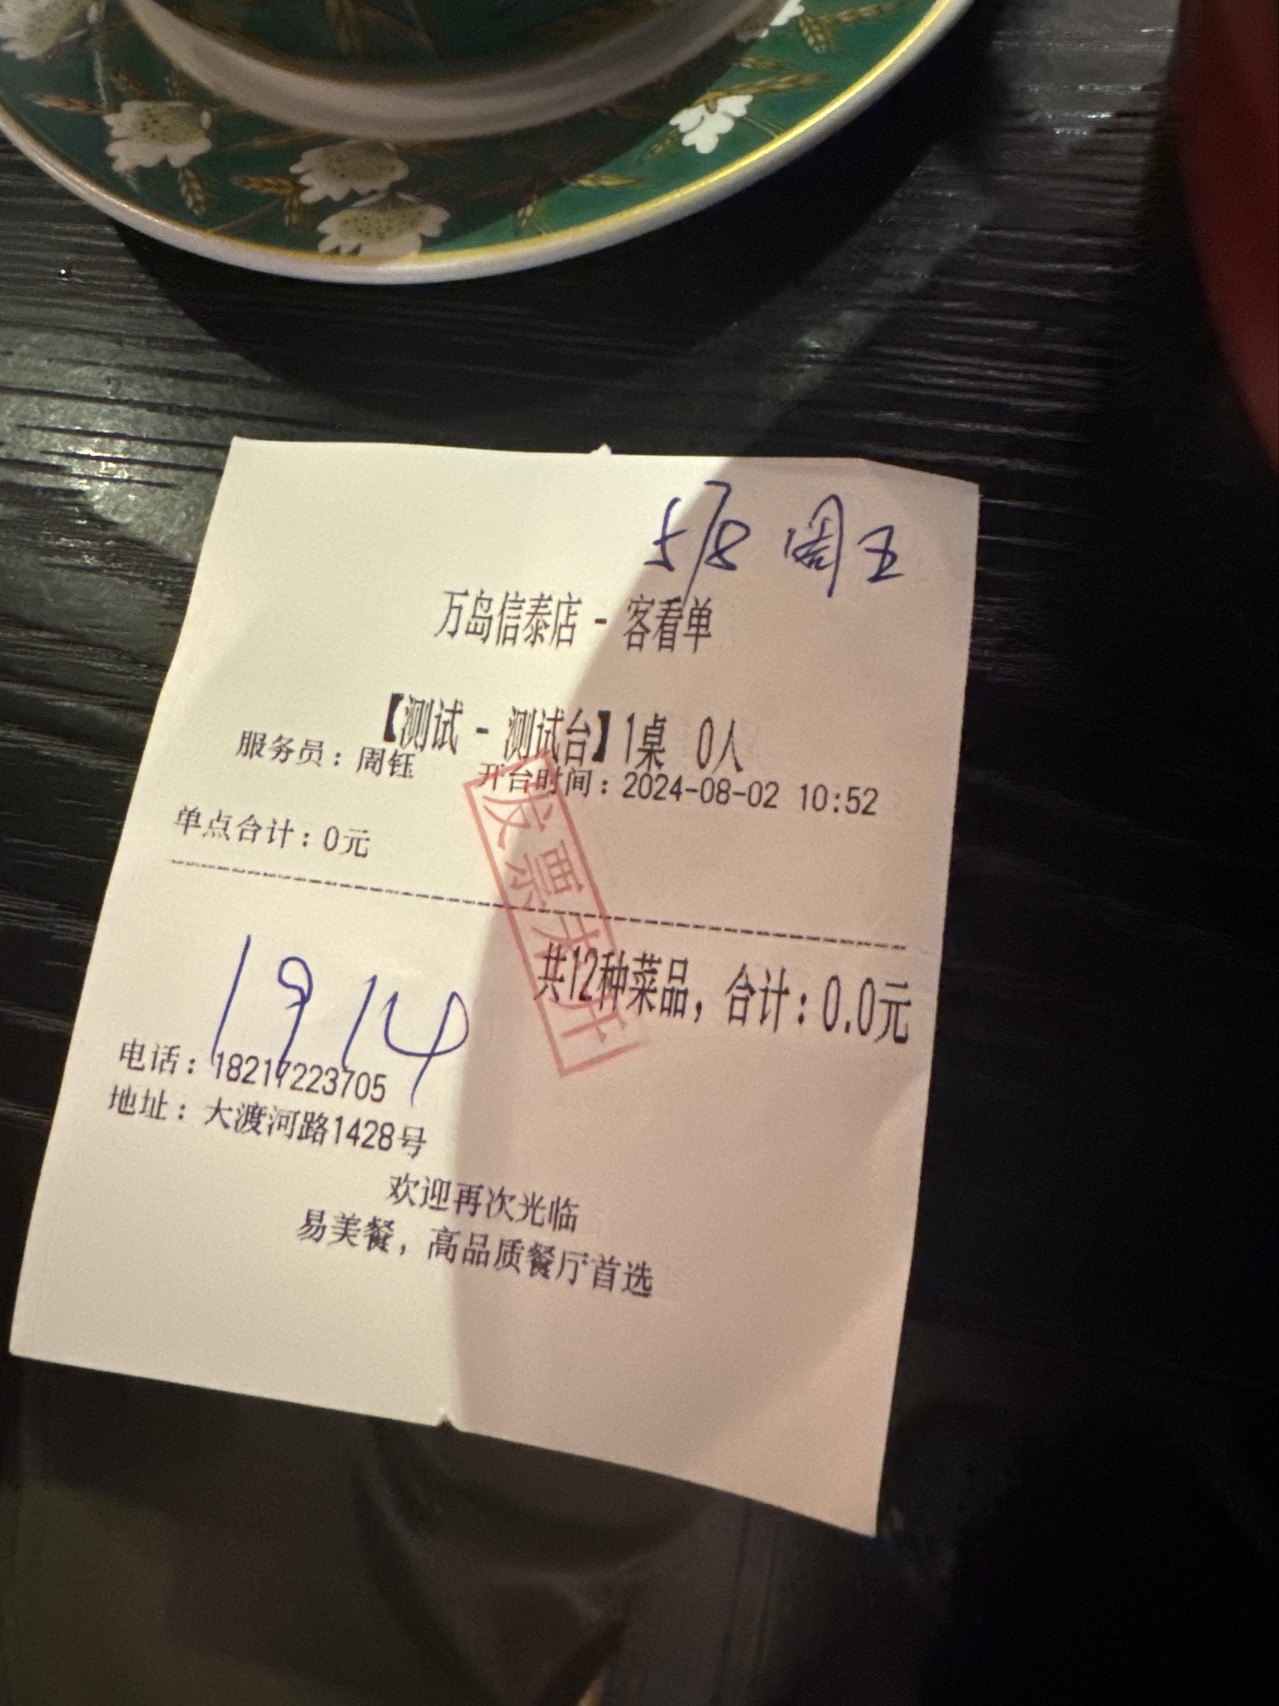 5/8 周五
万岛信泰店 - 客看单
【测试 - 测试台】1桌 0人
服务员：周钰 开台时间：2024-08-02 10:52
单点合计：0元
发票未开
共12种菜品，合计：0.0元
1914
电话：18217223705
地址：大渡河路1428号
欢迎再次光临
易美餐，高品质餐厅首选